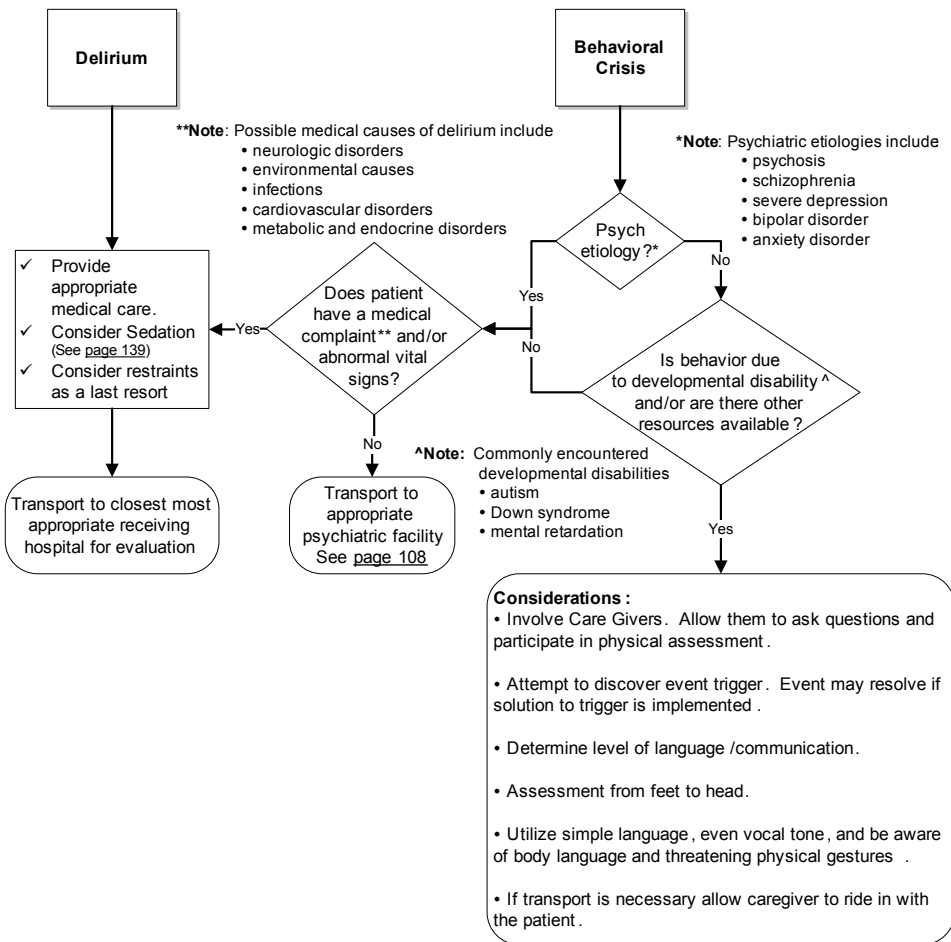 Delirium
Behavioral
Crisis
**Note: Possible medical causes of delirium include
• neurologic disorders
• environmental causes
• infections
• cardiovascular disorders
• metabolic and endocrine disorders
*Note: Psychiatric etiologies include
• psychosis
• schizophrenia
• severe depression
• bipolar disorder
• anxiety disorder
Psych
etiology?*
Yes
No
✓ Provide
appropriate
medical care.
✓ Consider Sedation
(See page 139)
✓ Consider restraints
as a last resort
Yes
Does patient
have a medical
complaint** and/or
abnormal vital
signs?
No
Is behavior due
to developmental disability ^
and/or are there other
resources available?
No
^Note: Commonly encountered
developmental disabilities
• autism
• Down syndrome
• mental retardation
Yes
Transport to closest most
appropriate receiving
hospital for evaluation
Transport to
appropriate
psychiatric facility
See page 108
Considerations:
• Involve Care Givers. Allow them to ask questions and
participate in physical assessment.
• Attempt to discover event trigger. Event may resolve if
solution to trigger is implemented.
• Determine level of language/communication.
• Assessment from feet to head.
• Utilize simple language, even vocal tone, and be aware
of body language and threatening physical gestures.
• If transport is necessary allow caregiver to ride in with
the patient.